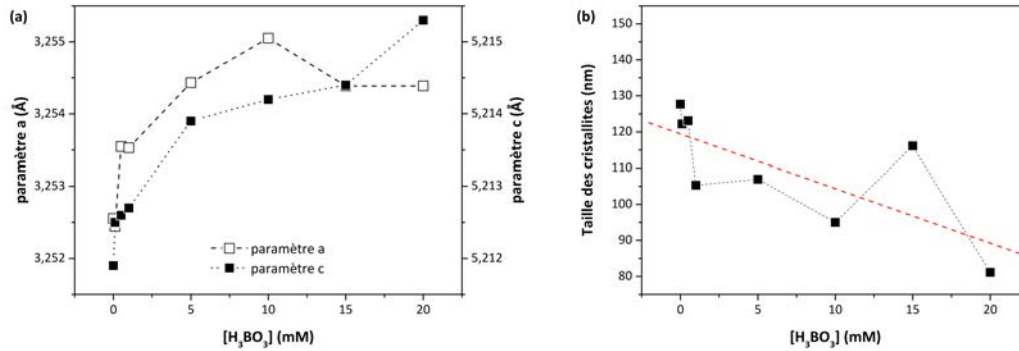 (a)
3,255
3,254
3,253
3,252
paramètre a (Å)
5,215
5,214
5,213
5,212
paramètre c (Å)
paramètre a
paramètre c
0 5 10 15 20
[H₃BO₃] (mM)
(b)
150
140
130
120
110
100
90
80
Taille des cristallites (nm)
0 5 10 15 20
[H₃BO₃] (mM)